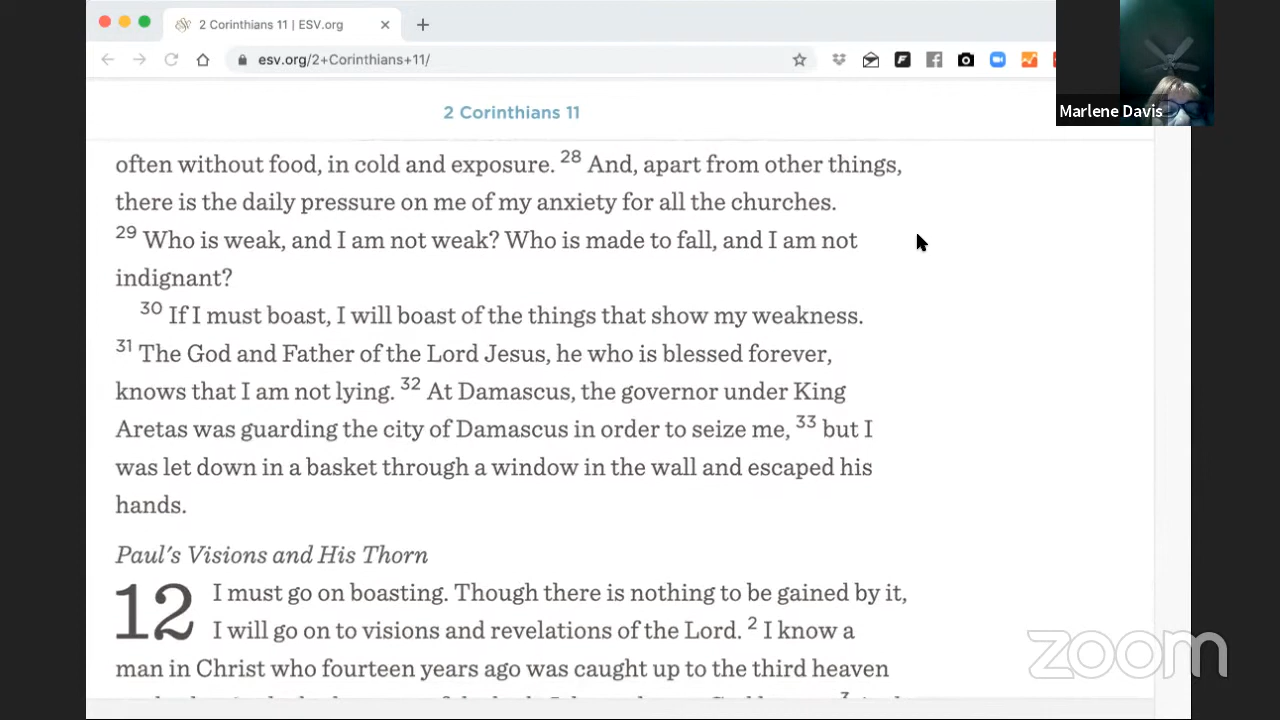 2 Corinthians 11 | ESV.org
esv.org/2+Corinthians+11/
Marlene Davis
2 Corinthians 11
often without food, in cold and exposure. 28 And, apart from other things,
there is the daily pressure on me of my anxiety for all the churches.
29 Who is weak, and I am not weak? Who is made to fall, and I am not
indignant?
30 If I must boast, I will boast of the things that show my weakness.
31 The God and Father of the Lord Jesus, he who is blessed forever,
knows that I am not lying. 32 At Damascus, the governor under King
Aretas was guarding the city of Damascus in order to seize me, 33 but I
was let down in a basket through a window in the wall and escaped his
hands.
Paul's Visions and His Thorn
12 I must go on boasting. Though there is nothing to be gained by it,
I will go on to visions and revelations of the Lord. 2 I know a
man in Christ who fourteen years ago was caught up to the third heaven
zoom